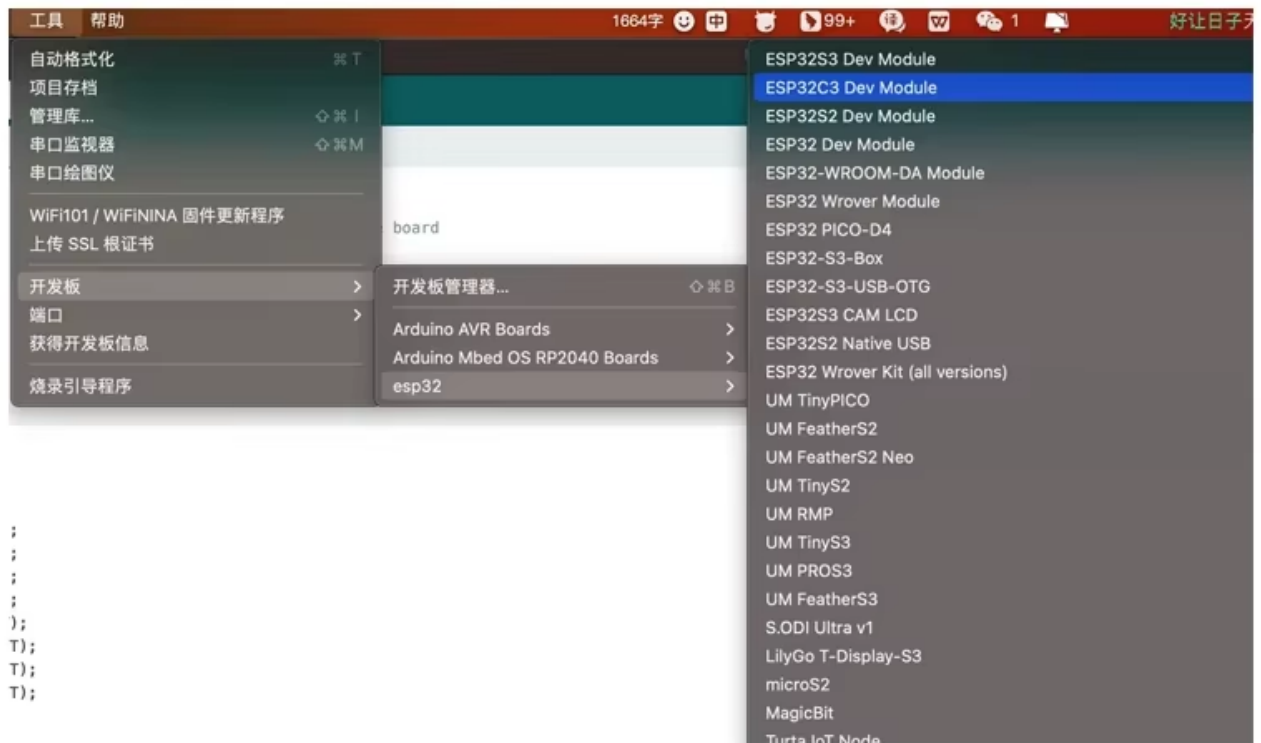 工具 帮助 1664字 中 99+ 译 W 1 好让日子天
自动格式化 ⌘ T
项目存档
管理库... ⇧ ⌘ I
串口监视器 ⇧ ⌘ M
串口绘图仪
WiFi101 / WiFiNINA 固件更新程序
上传 SSL 根证书
开发板 >
端口 >
获得开发板信息
烧录引导程序
board
开发板管理器... ⇧ ⌘ B
Arduino AVR Boards >
Arduino Mbed OS RP2040 Boards >
esp32 >
ESP32S3 Dev Module
ESP32C3 Dev Module
ESP32S2 Dev Module
ESP32 Dev Module
ESP32-WROOM-DA Module
ESP32 Wrover Module
ESP32 PICO-D4
ESP32-S3-Box
ESP32-S3-USB-OTG
ESP32S3 CAM LCD
ESP32S2 Native USB
ESP32 Wrover Kit (all versions)
UM TinyPICO
UM FeatherS2
UM FeatherS2 Neo
UM TinyS2
UM RMP
UM TinyS3
UM PROS3
UM FeatherS3
S.ODI Ultra v1
LilyGo T-Display-S3
microS2
MagicBit
Turta IoT Node
;
;
;
;
);
T);
T);
T);